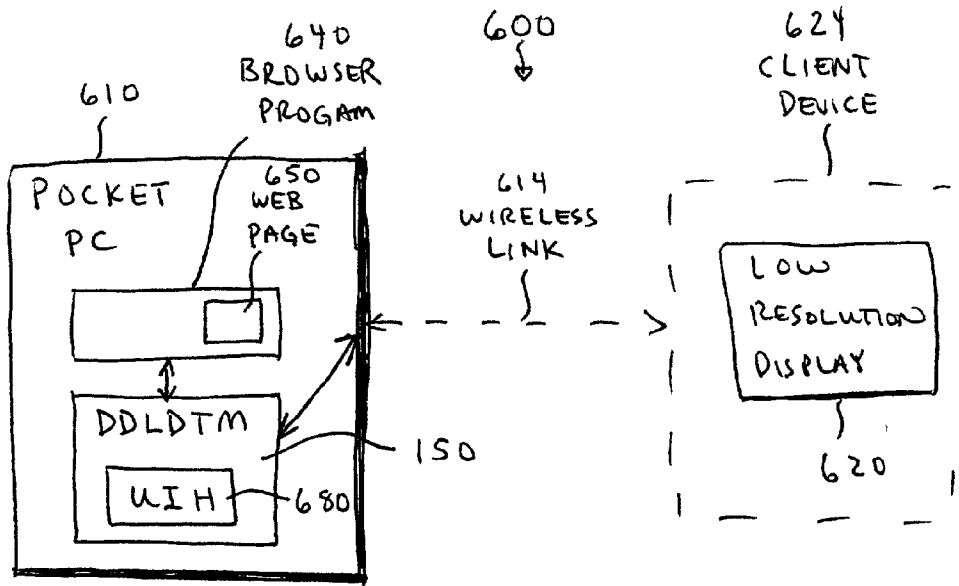 600
640
BROWSER
PROGAM
624
CLIENT
DEVICE
610
POCKET
PC
650
WEB
PAGE
614
WIRELESS
LINK
LOW
RESOLUTION
DISPLAY
DDLDTM
150
UIH
680
620